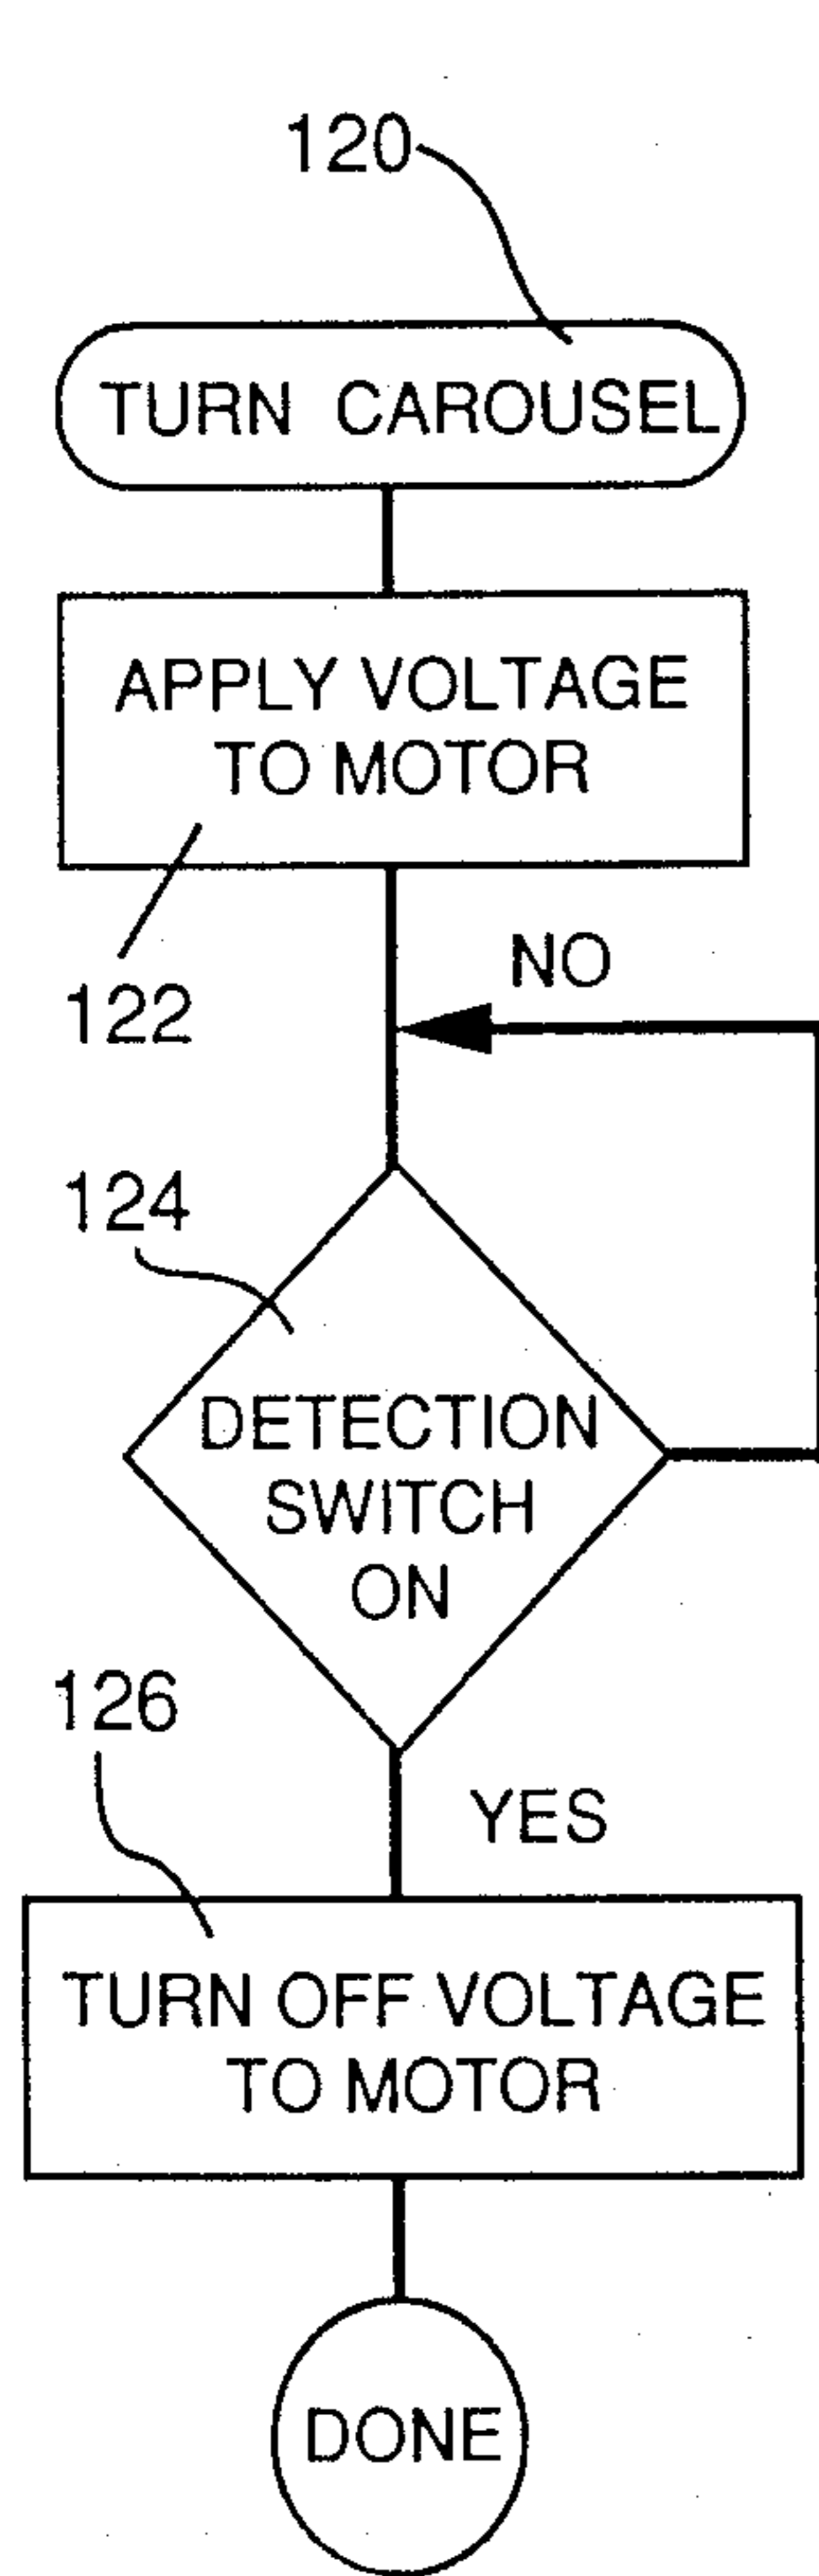 120
TURN CAROUSEL
APPLY VOLTAGE
TO MOTOR
122
NO
124
DETECTION
SWITCH
ON
126
YES
TURN OFF VOLTAGE
TO MOTOR
DONE